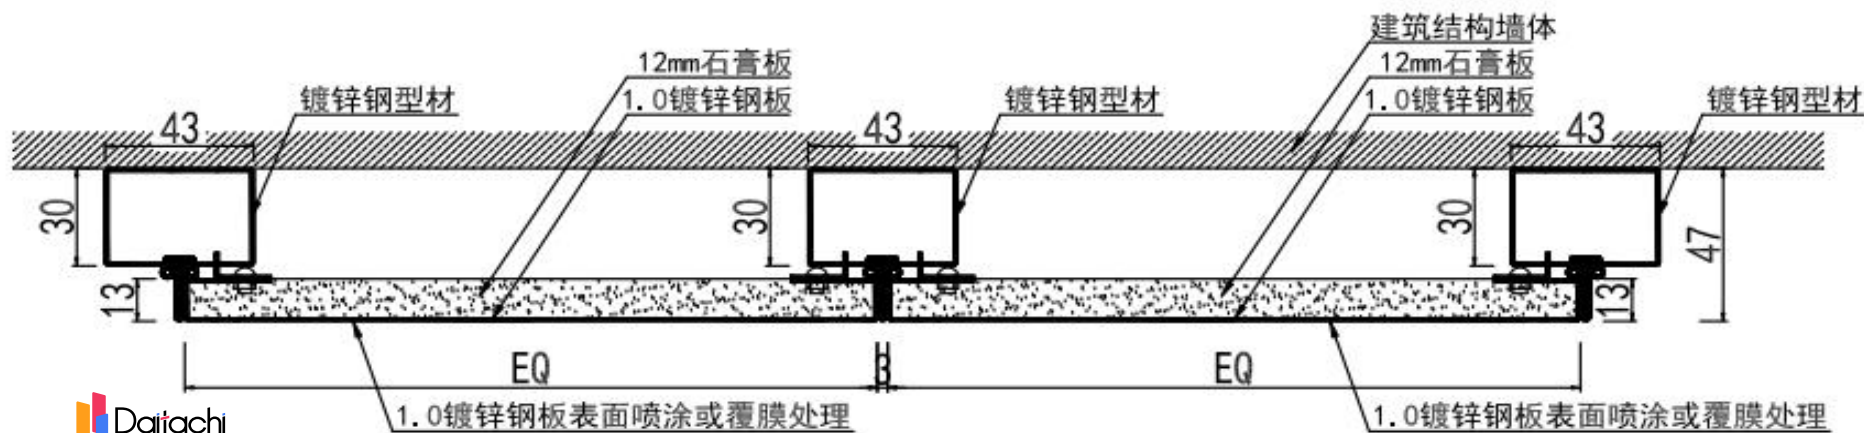 建筑结构墙体
12mm石膏板
12mm石膏板
镀锌钢型材
1.0镀锌钢板
镀锌钢型材
1.0镀锌钢板
镀锌钢型材
43
43
43
30
30
30
47
13
13
EQ
3
EQ
1.0镀锌钢板表面喷涂或覆膜处理
1.0镀锌钢板表面喷涂或覆膜处理
Daitachi